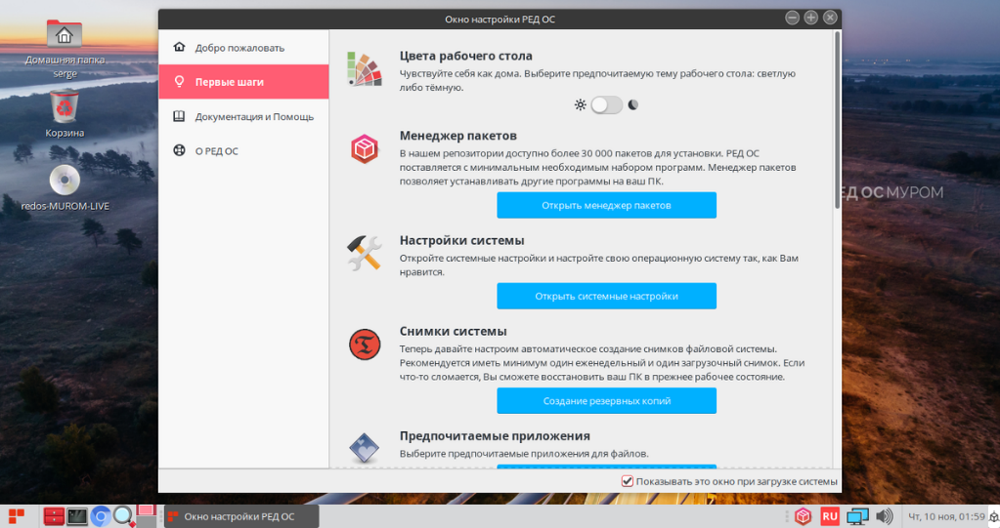 Окно настройки РЕД ОС
Домашняя папка
serge
Корзина
redos-MUROM-LIVE
Добро пожаловать
Первые шаги
Документация и Помощь
О РЕД ОС
Цвета рабочего стола
Чувствуйте себя как дома. Выберите предпочитаемую тему рабочего стола: светлую
либо тёмную.
Менеджер пакетов
В нашем репозитории доступно более 30 000 пакетов для установки. РЕД ОС
поставляется с минимальным необходимым набором программ. Менеджер пакетов
позволяет устанавливать другие программы на ваш ПК.
Открыть менеджер пакетов
Настройки системы
Откройте системные настройки и настройте свою операционную систему так, как Вам
нравится.
Открыть системные настройки
Снимки системы
Теперь давайте настроим автоматическое создание снимков файловой системы.
Рекомендуется иметь минимум один еженедельный и один загрузочный снимок. Если
что-то сломается, Вы сможете восстановить ваш ПК в прежнее рабочее состояние.
Создание резервных копий
Предпочитаемые приложения
Выберите предпочитаемые приложения для файлов.
Показывать это окно при загрузке системы
ЕД ОС МУРОМ
Окно настройки РЕД ОС
RU
Чт, 10 ноя, 01:59